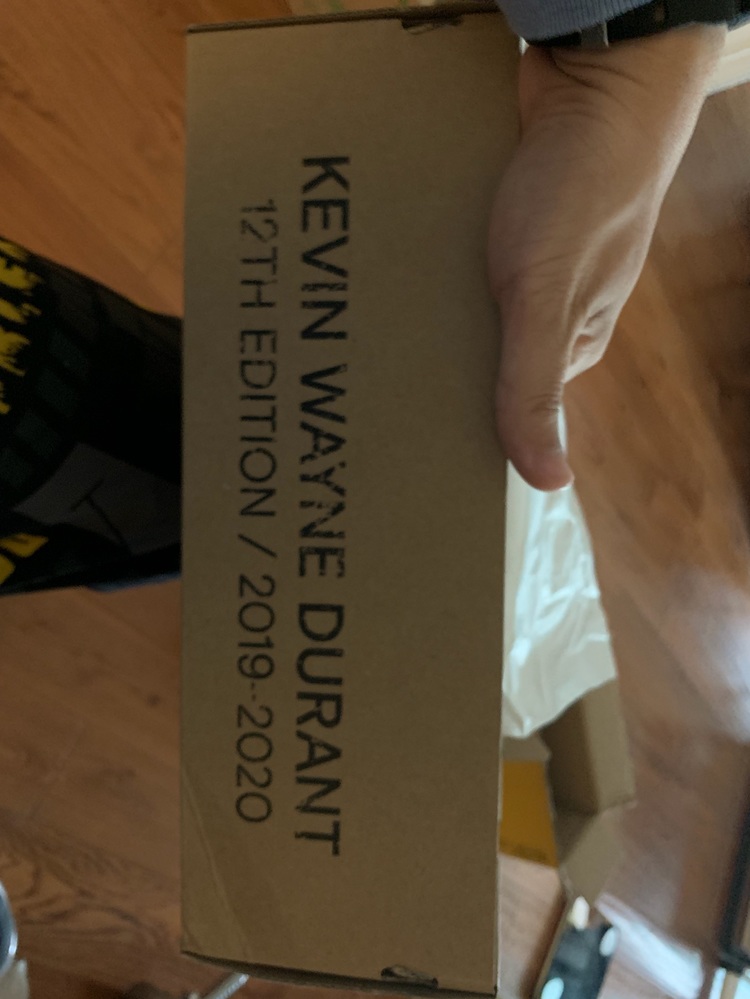 KEVIN WAYNE DURANT
12TH EDITION / 2019-2020